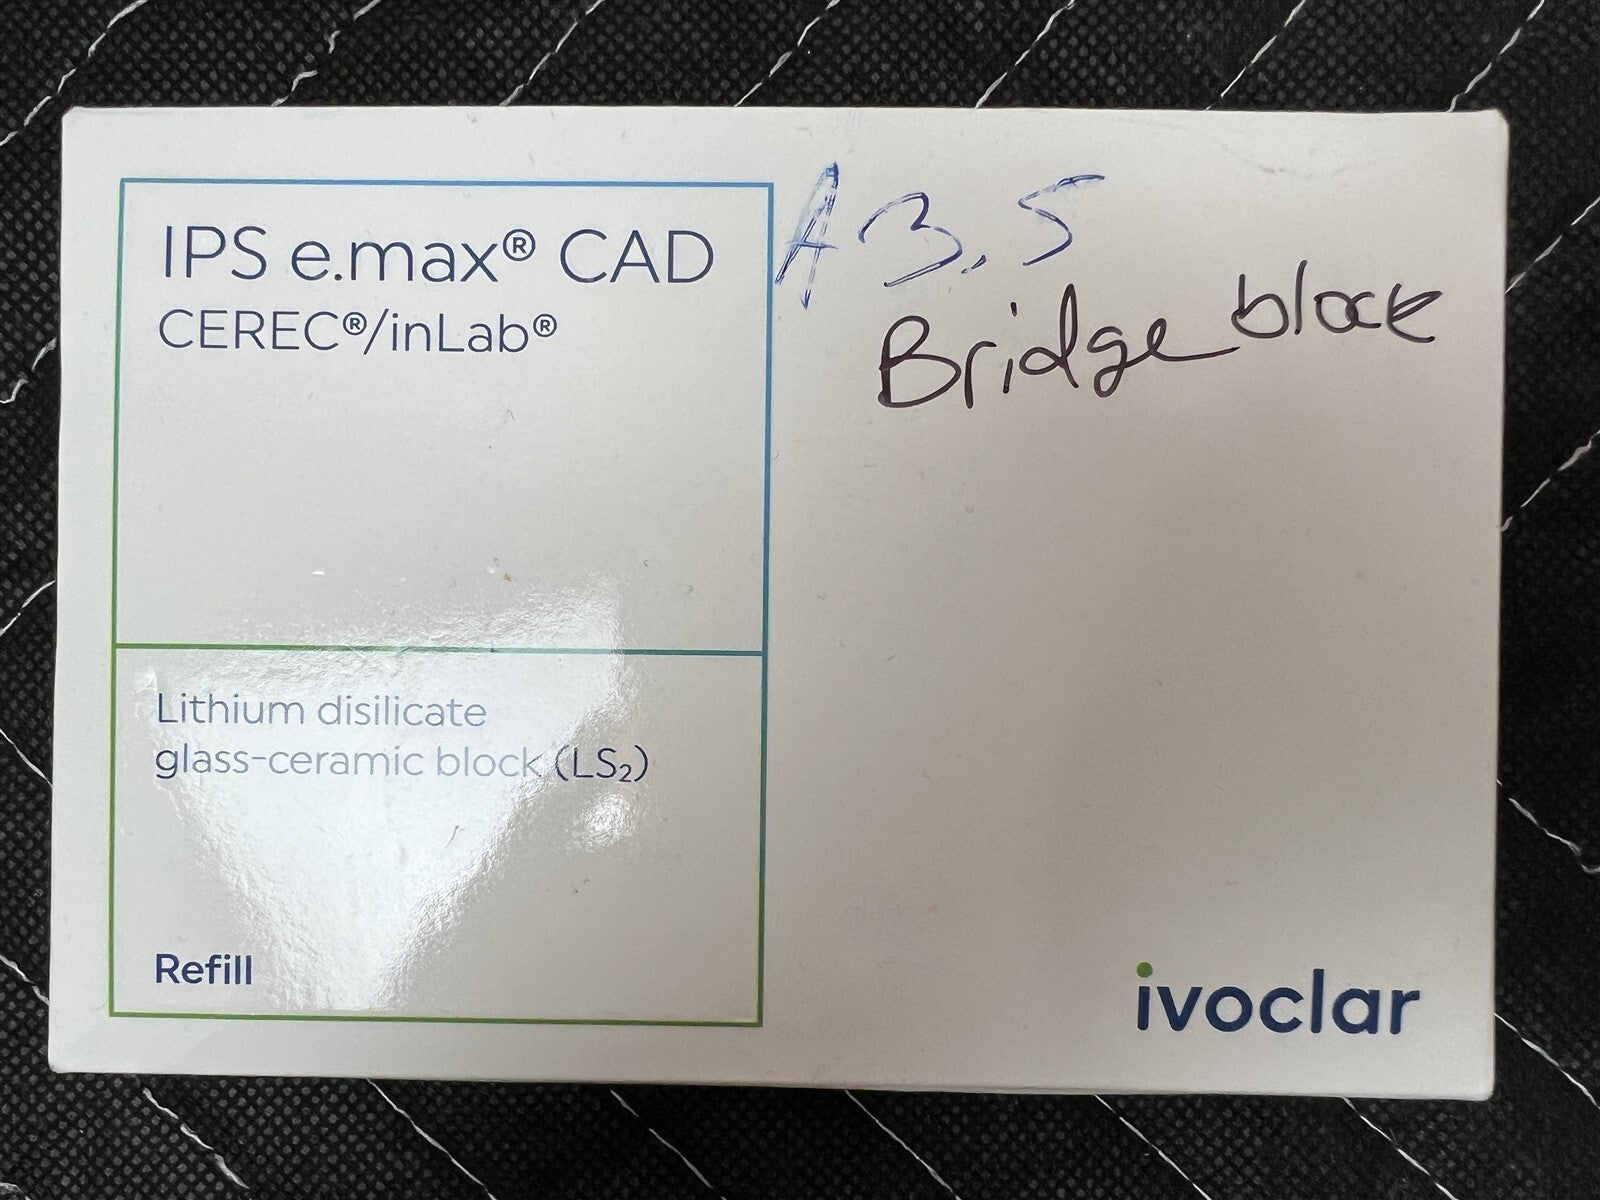 IPS e.max® CAD
CEREC®/inLab®
A3.5
Bridge block
Lithium disilicate
glass-ceramic block (LS₂)
Refill
ivoclar